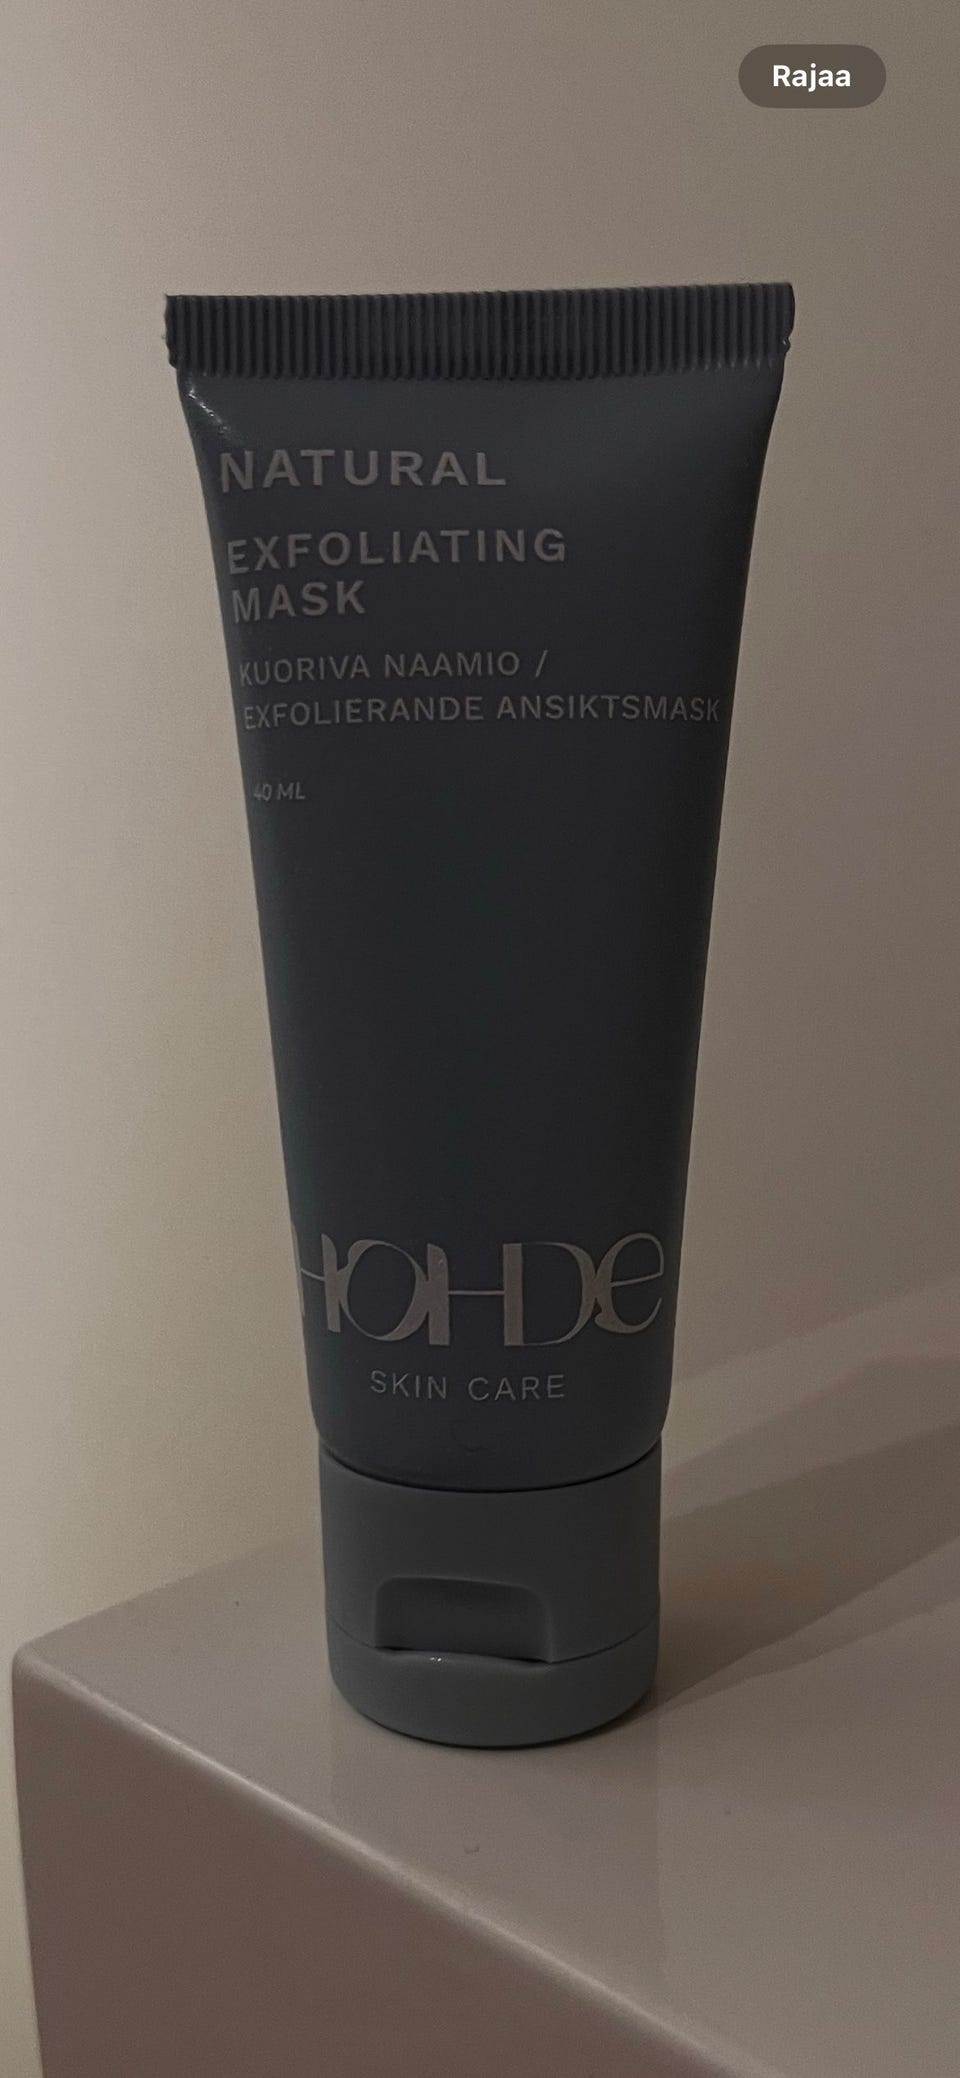 Rajaa
NATURAL
EXFOLIATING
MASK
KUORIVA NAAMIO /
EXFOLIERANDE ANSIKTSMASK
40 ML
HOHDE
SKIN CARE